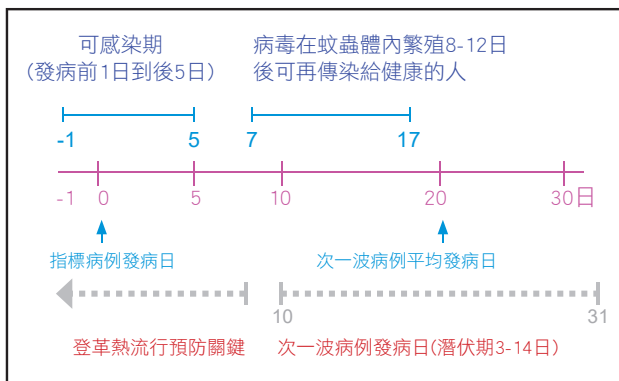 可感染期
(發病前1日到後5日)
病毒在蚊蟲體內繁殖8-12日
後可再傳染給健康的人
-1 5 7 17
-1 0 5 10 20 30日
指標病例發病日 次一波病例平均發病日
10 31
登革熱流行預防關鍵 次一波病例發病日(潛伏期3-14日)